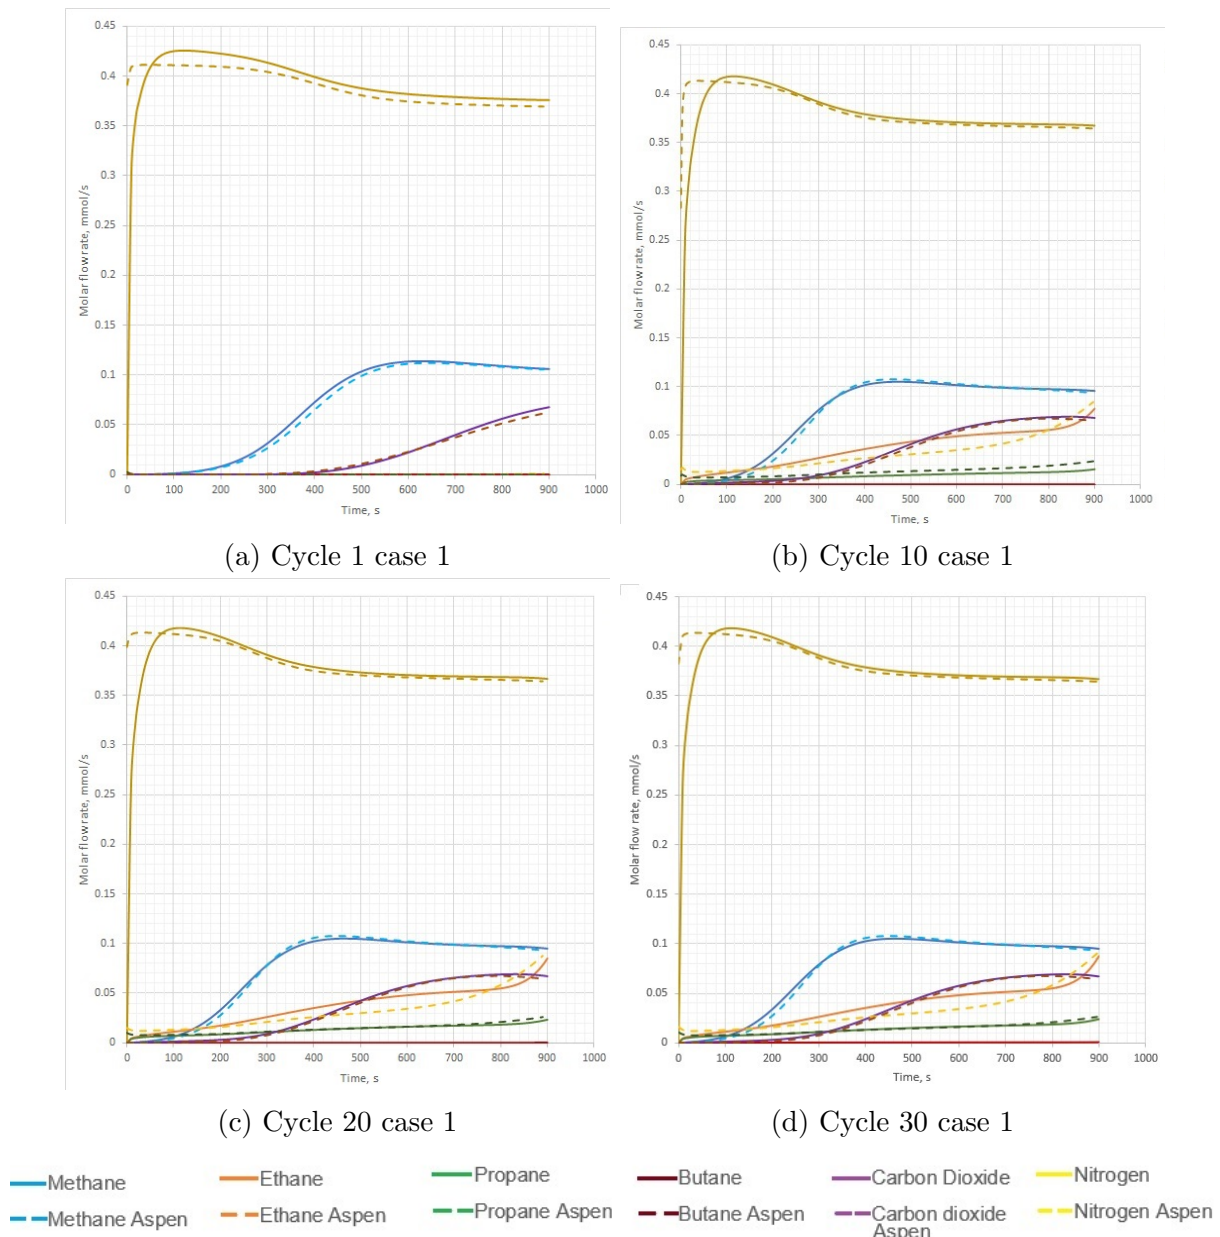 0.45
0.4
0.35
0.3
0.25
0.2
0.15
0.1
0.05
0
Molar flowrate, mmol/s
0 100 200 300 400 500 600 700 800 900 1000
Time, s
(a) Cycle 1 case 1
0.45
0.4
0.35
0.3
0.25
0.2
0.15
0.1
0.05
0
Molar flowrate, mmol/s
0 100 200 300 400 500 600 700 800 900 1000
Time, s
(b) Cycle 10 case 1
0.45
0.4
0.35
0.3
0.25
0.2
0.15
0.1
0.05
0
Molar flowrate, mmol/s
0 100 200 300 400 500 600 700 800 900 1000
Time, s
(c) Cycle 20 case 1
0.45
0.4
0.35
0.3
0.25
0.2
0.15
0.1
0.05
0
Molar flow rate, mmol/s
0 100 200 300 400 500 600 700 800 900 1000
Time, s
(d) Cycle 30 case 1
Methane Ethane Propane Butane Carbon Dioxide Nitrogen
Methane Aspen Ethane Aspen Propane Aspen Butane Aspen Carbon dioxide Nitrogen Aspen
Aspen